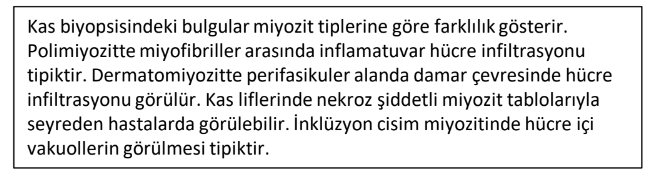 Kas biyopsisindeki bulgular miyozit tiplerine göre farklılık gösterir.
Polimiyozitte miyofibriller arasında inflamatuvar hücre infiltrasyonu
tipiktir. Dermatomiyozitte perifasikuler alanda damar çevresinde hücre
infiltrasyonu görülür. Kas liflerinde nekroz şiddetli miyozit tablolarıyla
seyreden hastalarda görülebilir. İnklüzyon cisim miyozitinde hücre içi
vakuollerin görülmesi tipiktir.